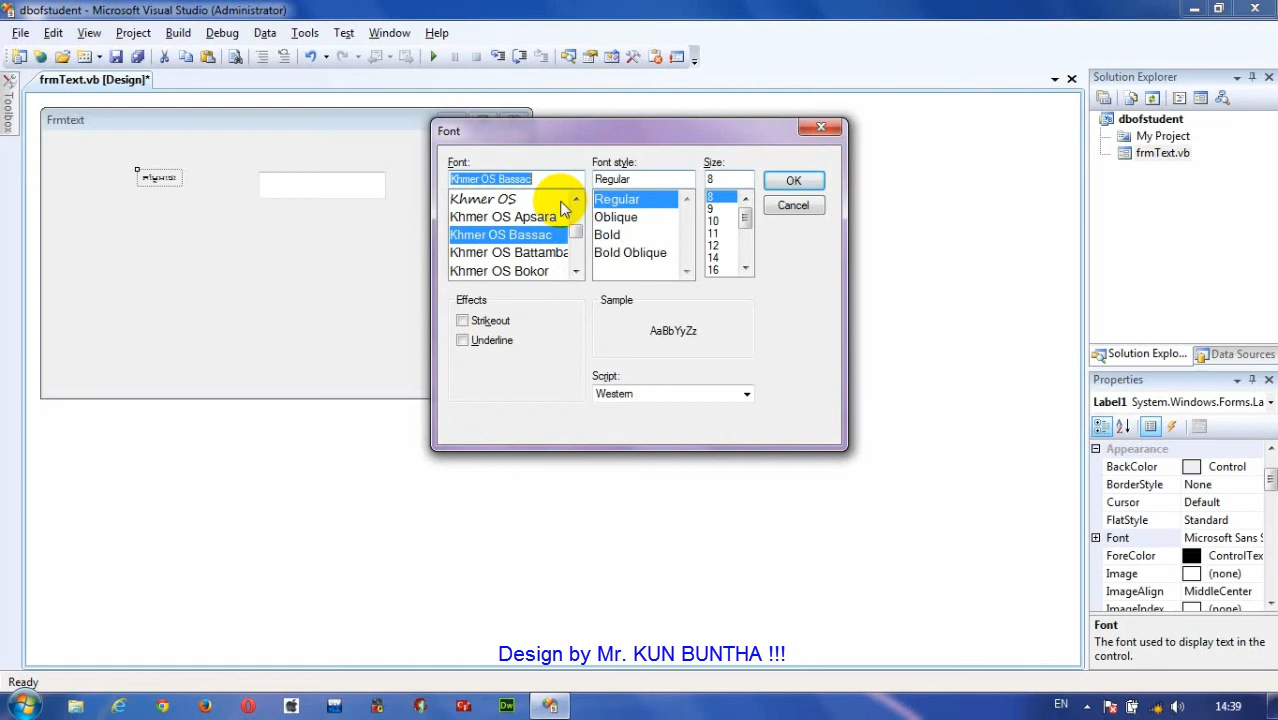 dbofstudent - Microsoft Visual Studio (Administrator)
File Edit View Project Build Debug Data Tools Test Window Help
frmText.vb [Design]*
Toolbox
Frmtext
Font
Font: Font style: Size:
Khmer OS Bassac Regular 8
OK
Cancel
Khmer OS
Khmer OS Apsara
Khmer OS Bassac
Khmer OS Battamba
Khmer OS Bokor
Regular
Oblique
Bold
Bold Oblique
8
9
10
11
12
14
16
Effects
Strikeout
Underline
Sample
AaBbYyZz
Script:
Western
Solution Explorer
dbofstudent
My Project
frmText.vb
Solution Explo... Data Sources
Properties
Label1 System.Windows.Forms.La
Appearance
BackColor Control
BorderStyle None
Cursor Default
FlatStyle Standard
Font Microsoft Sans S
ForeColor ControlTex
Image (none)
ImageAlign MiddleCenter
ImageIndex (none)
Font
The font used to display text in the
control.
Design by Mr. KUN BUNTHA !!!
Ready
Dw
EN
14:39